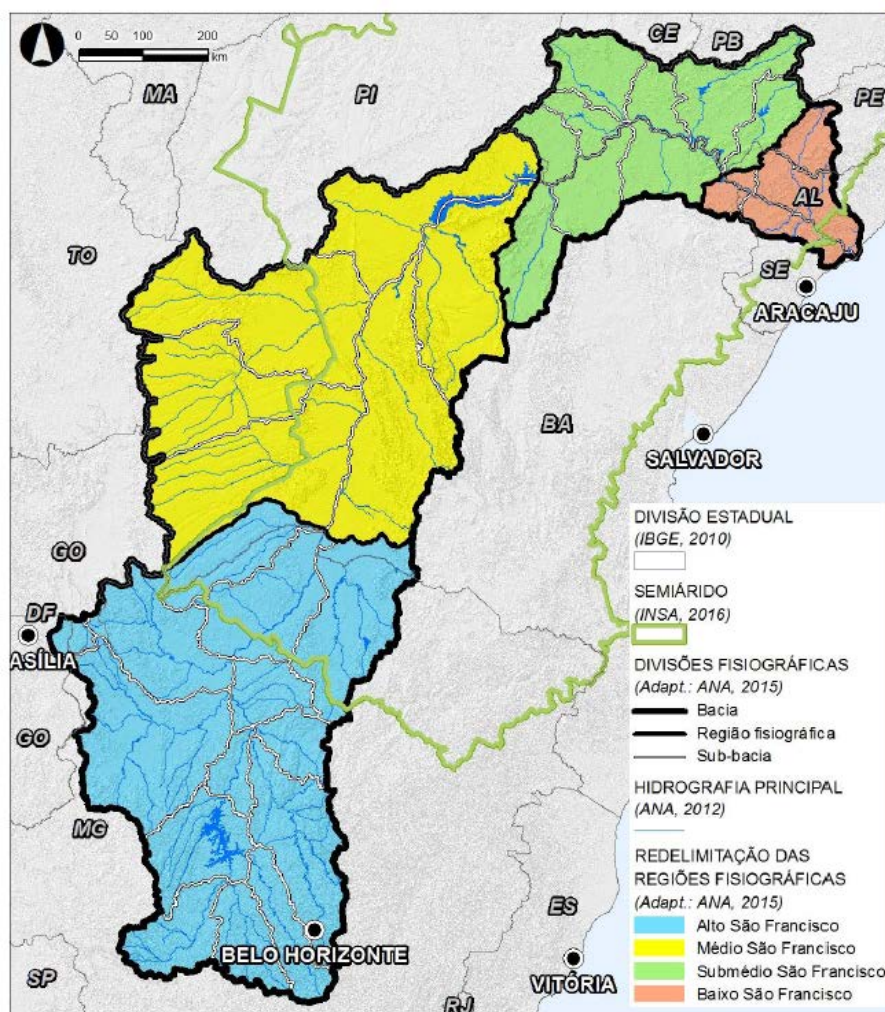 0 50 100 200
km
CE
PB
MA
PI
PE
AL
TO
SE
ARACAJU
BA
SALVADOR
GO
DF
ASÍLIA
GO
MG
BELO HORIZONTE
ES
VITÓRIA
SP
RJ
DIVISÃO ESTADUAL
(IBGE, 2010)
SEMIÁRIDO
(INSA, 2016)
DIVISÕES FISIOGRÁFICAS
(Adapt.: ANA, 2015)
Bacia
Região fisiográfica
Sub-bacia
HIDROGRAFIA PRINCIPAL
(ANA, 2012)
REDELIMITAÇÃO DAS
REGIÕES FISIOGRÁFICAS
(Adapt.: ANA, 2015)
Alto São Francisco
Médio São Francisco
Submédio São Francisco
Baixo São Francisco